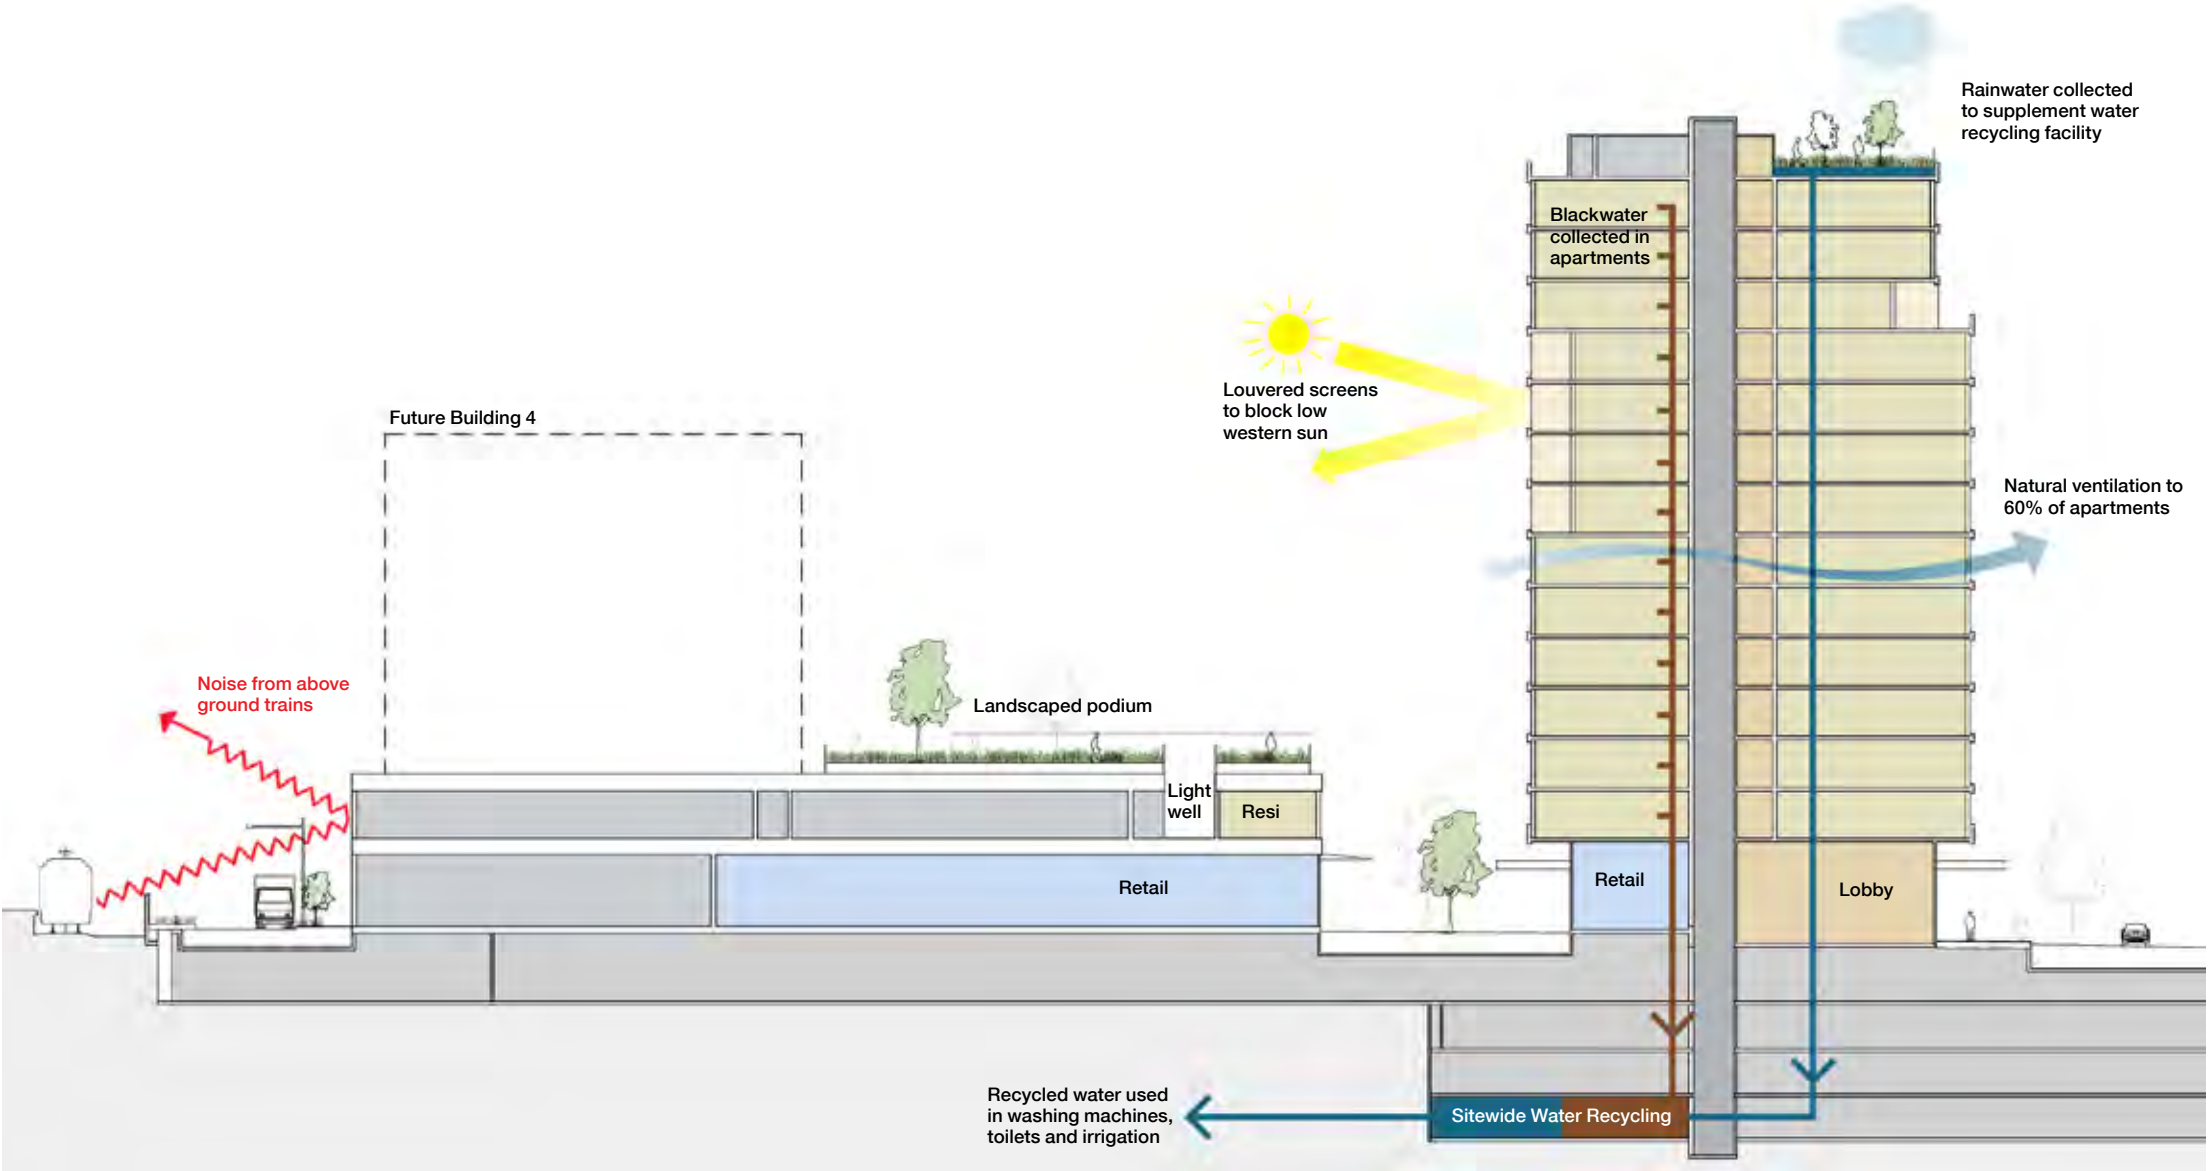 Rainwater collected
to supplement water
recycling facility
Blackwater
collected in
apartments
Louvered screens
to block low
western sun
Future Building 4
Natural ventilation to
60% of apartments
Noise from above
ground trains
Landscaped podium
Light
well
Resi
Retail
Retail
Lobby
Recycled water used
in washing machines,
toilets and irrigation
Sitewide Water Recycling